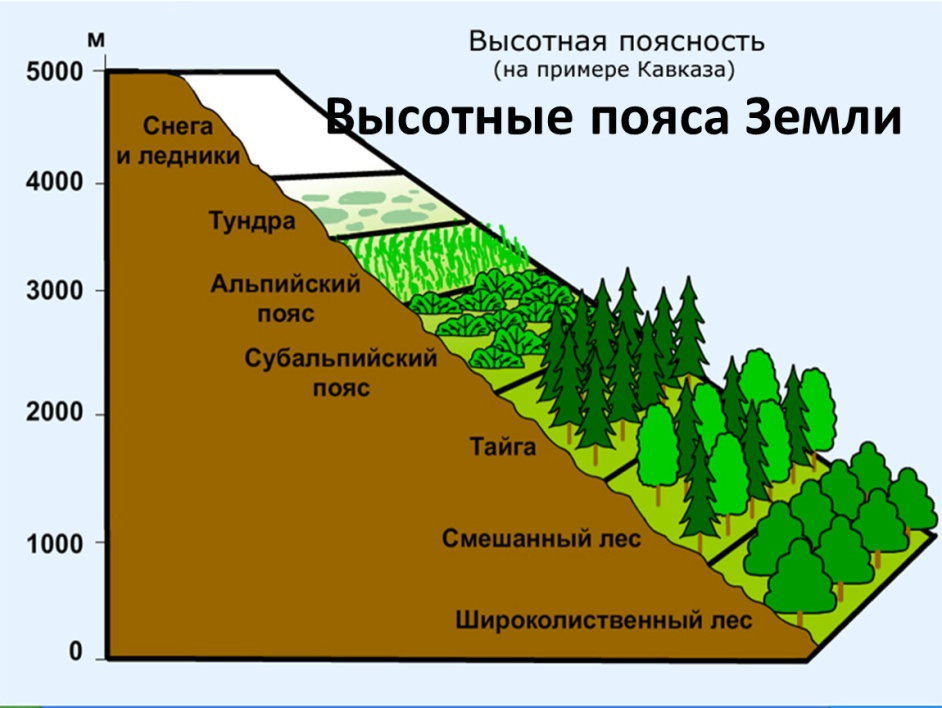 м
Высотная поясность
(на примере Кавказа)
Высотные пояса Земли
5000
Снега
и ледники
4000
Тундра
3000
Альпийский
пояс
Субальпийский
пояс
2000
Тайга
1000
Смешанный лес
Широколиственный лес
0